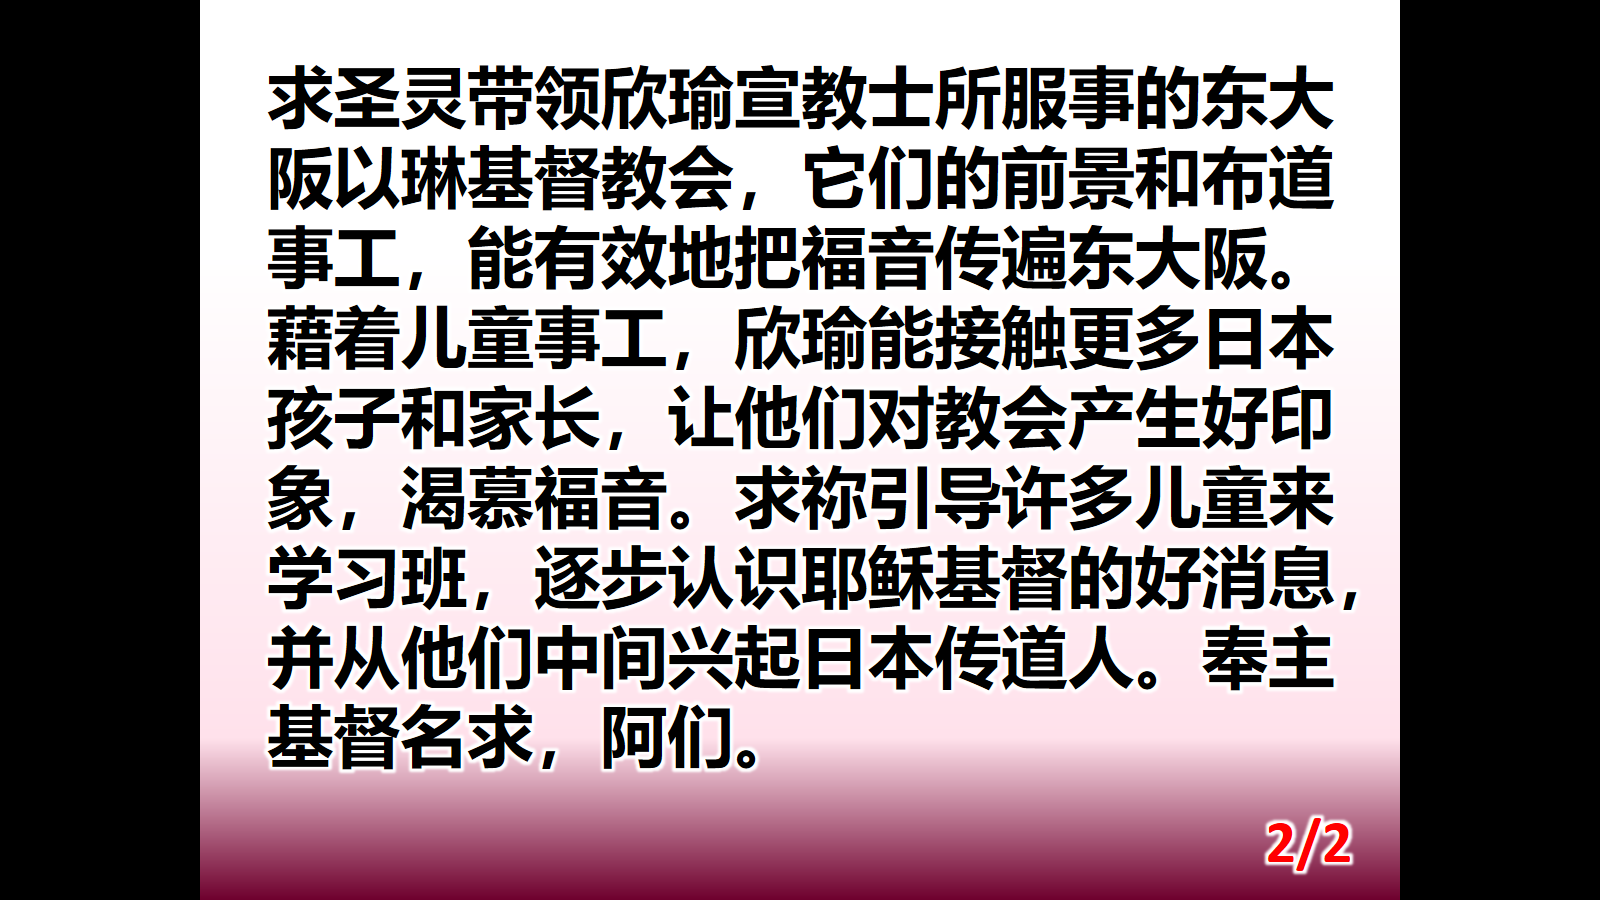 求圣灵带领欣瑜宣教士所服事的东大
阪以琳基督教会，它们的前景和布道
事工，能有效地把福音传遍东大阪。
藉着儿童事工，欣瑜能接触更多日本
孩子和家长，让他们对教会产生好印
象，渴慕福音。求祢引导许多儿童来
学习班，逐步认识耶稣基督的好消息，
并从他们中间兴起日本传道人。奉主
基督名求，阿们。
2/2